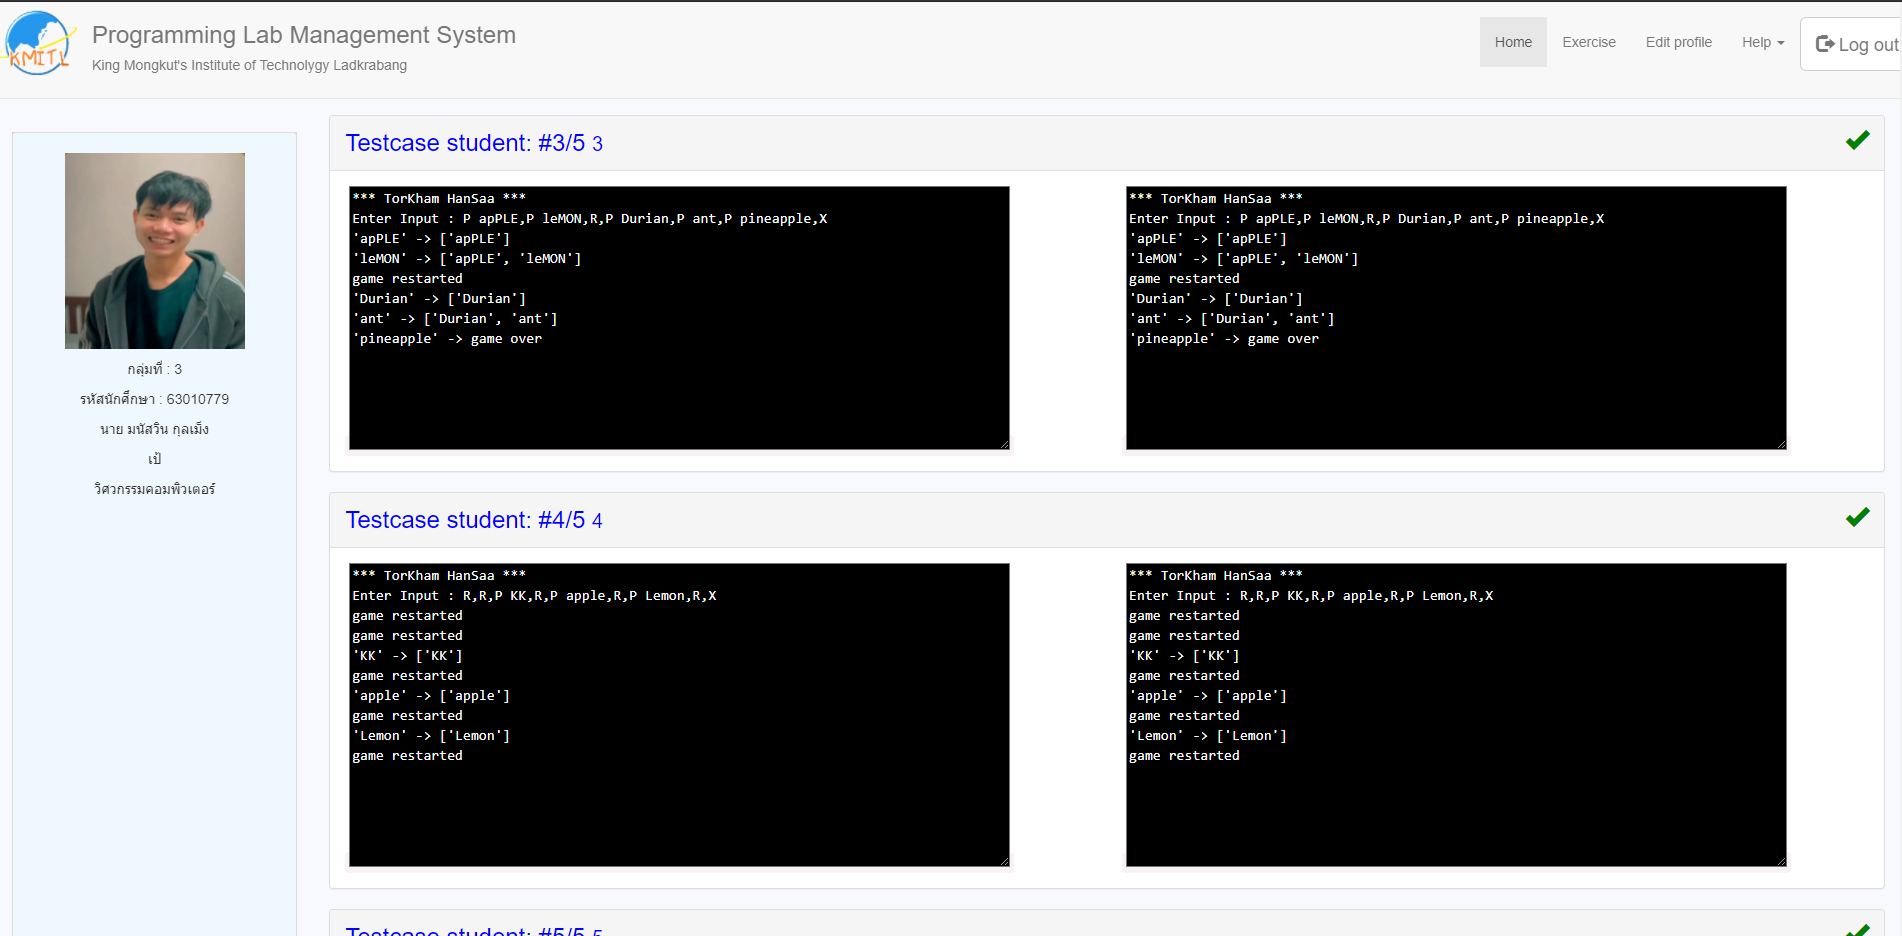 KMITL
Programming Lab Management System
King Mongkut's Institute of Technolygy Ladkrabang
Home
Exercise
Edit profile
Help
Log out
กลุ่มที่ : 3
รหัสนักศึกษา : 63010779
นาย มนัสวิน กุลเม็ง
เป้
วิศวกรรมคอมพิวเตอร์
Testcase student: #3/5 3
*** TorKham HanSaa ***
Enter Input : P apPLE,P leMON,R,P Durian,P ant,P pineapple,X
'apPLE' -> ['apPLE']
'leMON' -> ['apPLE', 'leMON']
game restarted
'Durian' -> ['Durian']
'ant' -> ['Durian', 'ant']
'pineapple' -> game over
*** TorKham HanSaa ***
Enter Input : P apPLE,P leMON,R,P Durian,P ant,P pineapple,X
'apPLE' -> ['apPLE']
'leMON' -> ['apPLE', 'leMON']
game restarted
'Durian' -> ['Durian']
'ant' -> ['Durian', 'ant']
'pineapple' -> game over
Testcase student: #4/5 4
*** TorKham HanSaa ***
Enter Input : R,R,P KK,R,P apple,R,P Lemon,R,X
game restarted
game restarted
'KK' -> ['KK']
game restarted
'apple' -> ['apple']
game restarted
'Lemon' -> ['Lemon']
game restarted
*** TorKham HanSaa ***
Enter Input : R,R,P KK,R,P apple,R,P Lemon,R,X
game restarted
game restarted
'KK' -> ['KK']
game restarted
'apple' -> ['apple']
game restarted
'Lemon' -> ['Lemon']
game restarted
Testcase student: #5/5 5